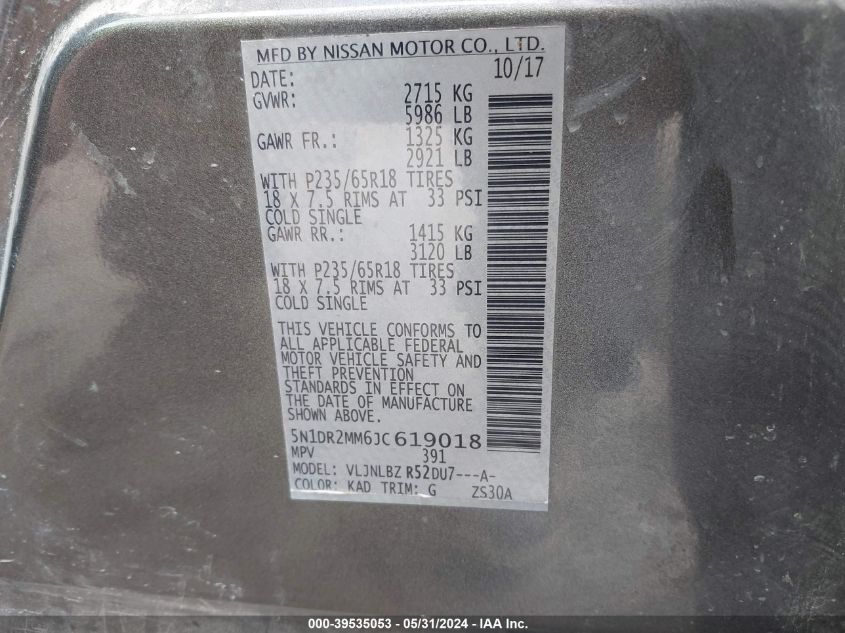 MFD BY NISSAN MOTOR CO., LTD.
DATE: 10/17
GVWR: 2715 KG
5986 LB
GAWR FR.: 1325 KG
2921 LB
WITH P235/65R18 TIRES
18 X 7.5 RIMS AT 33 PSI
COLD SINGLE
GAWR RR.: 1415 KG
3120 LB
WITH P235/65R18 TIRES
18 X 7.5 RIMS AT 33 PSI
COLD SINGLE
THIS VEHICLE CONFORMS TO
ALL APPLICABLE FEDERAL
MOTOR VEHICLE SAFETY AND
THEFT PREVENTION
STANDARDS IN EFFECT ON
THE DATE OF MANUFACTURE
SHOWN ABOVE.
5N1DR2MM6JC619018
MPV 391
MODEL: VLJNLBZ R52DU7---A-
COLOR: KAD TRIM: G ZS30A
000-39535053 - 05/31/2024 - IAA Inc.